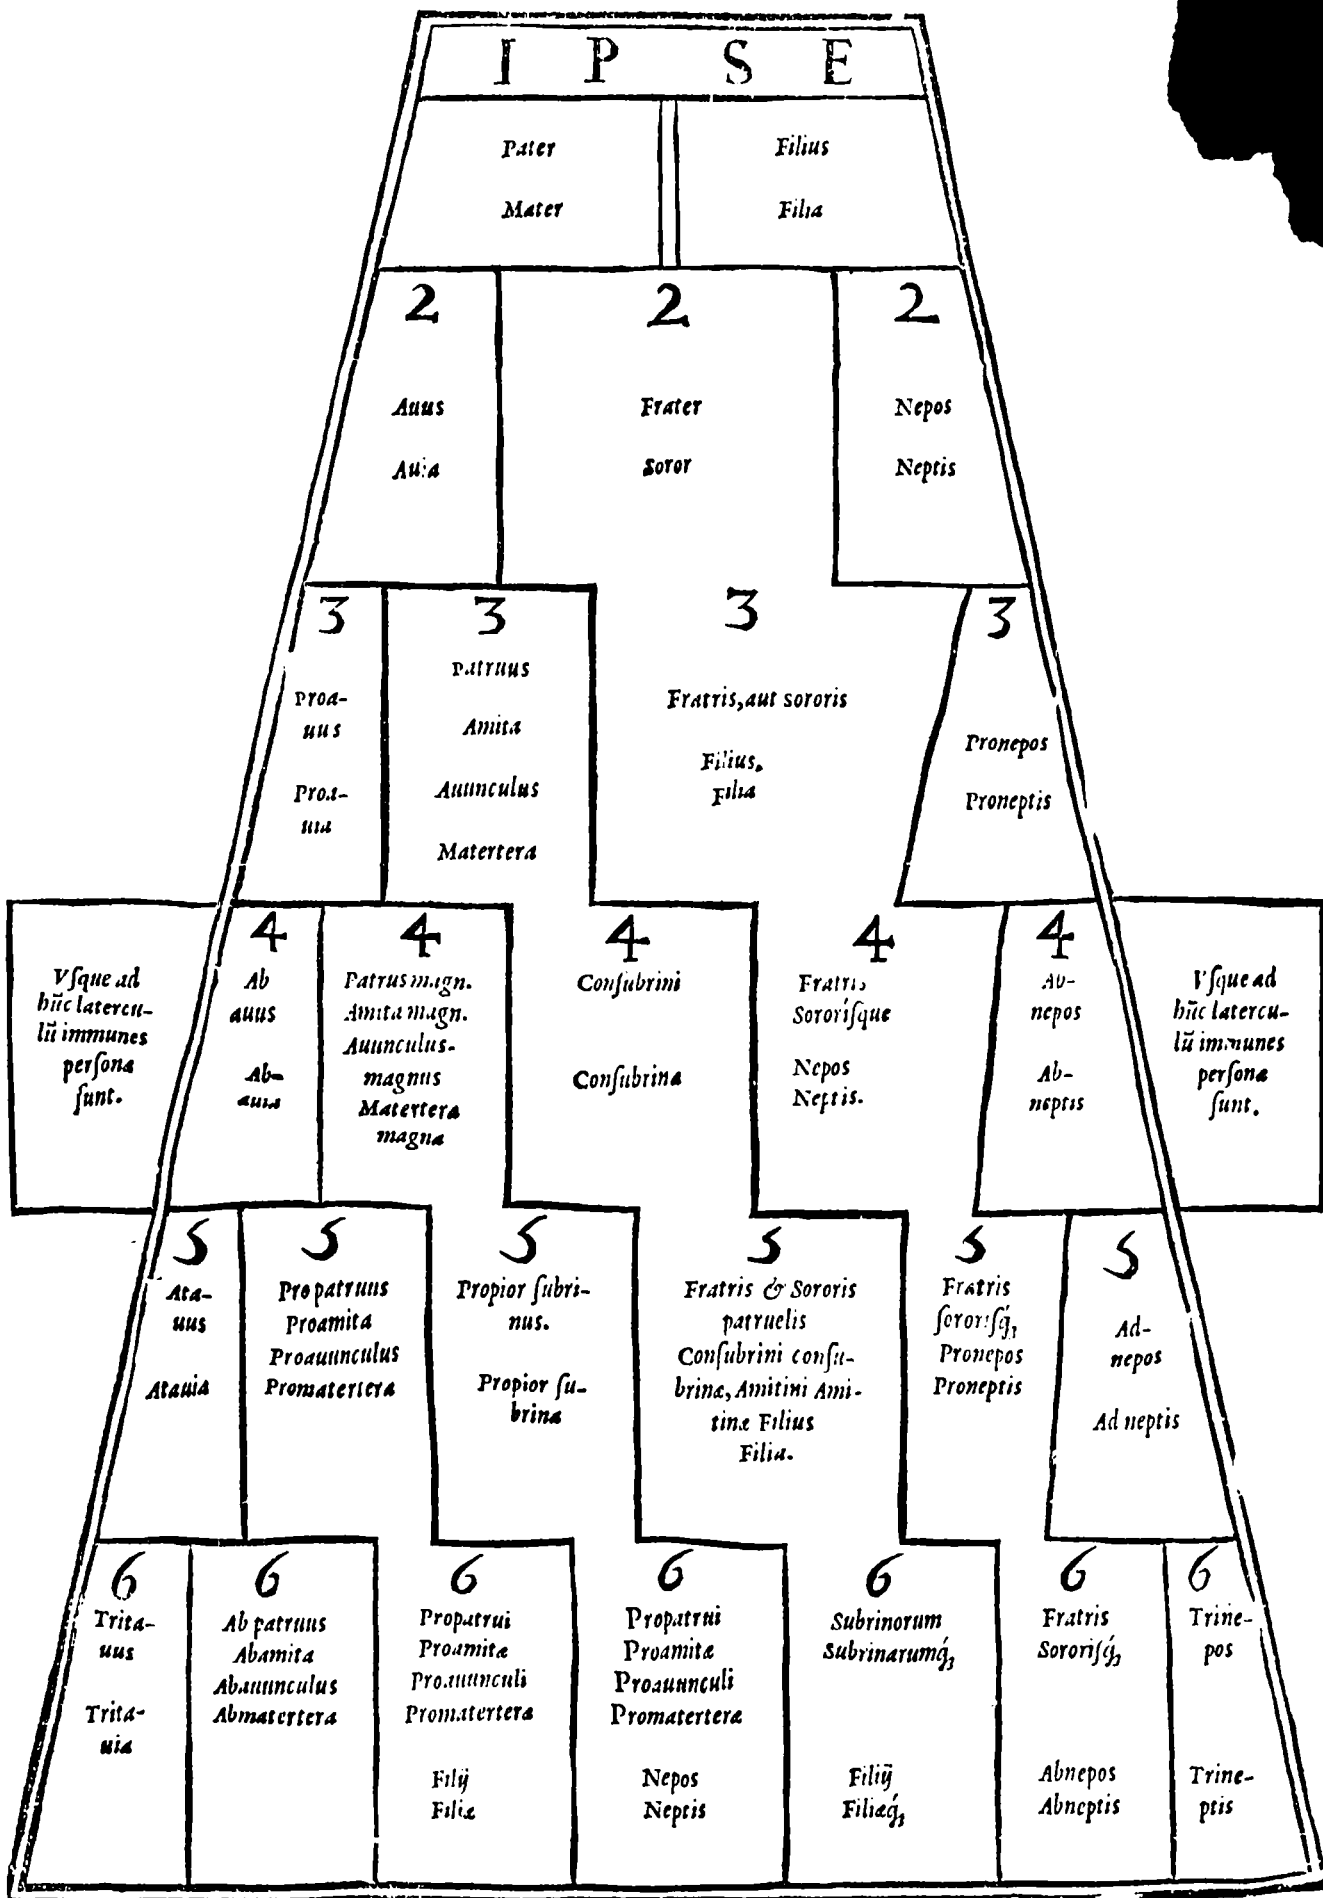 IPSE
Pater
Mater
Filius
Filia
2
Auus
Auia
2
Frater
Soror
2
Nepos
Neptis
3
Proa-
uus
Proa-
uia
3
Patruus
Amita
Auunculus
Matertera
3
Fratris, aut sororis
Filius.
Filia
3
Pronepos
Proneptis
Vſque ad
hūc latercu-
lū immunes
perſonæ
ſunt.
4
Ab
auus
Ab-
auia
4
Patrus magn.
Amita magn.
Auunculus-
magnus
Matertera
magna
4
Conſubrini
Conſubrina
4
Fratris
Sororiſque
Nepos
Neptis.
4
Ab-
nepos
Ab-
neptis
Vſque ad
hūc latercu-
lū immunes
perſonæ
ſunt.
5
Ata-
uus
Atauia
5
Propatruus
Proamita
Proauunculus
Promatertera
5
Propior ſubri-
nus.
Propior ſu-
brina
5
Fratris & Sororis
patruelis
Conſubrini conſu-
brinæ, Amitini Ami-
tinæ Filius
Filia.
5
Fratris
ſororiſq́;
Pronepos
Proneptis
5
Ad-
nepos
Ad neptis
6
Trita-
uus
Trita-
uia
6
Ab patruus
Abamita
Abauunculus
Abmatertera
6
Propatrui
Proamitæ
Proauunculi
Promaterteræ
Filij
Filiæ
6
Propatrui
Proamitæ
Proauunculi
Promaterteræ
Nepos
Neptis
6
Subrinorum
Subrinarumq́;
Filij
Filiæq́;
6
Fratris
Sororiſq́;
Abnepos
Abneptis
6
Trine-
pos
Trine-
ptis